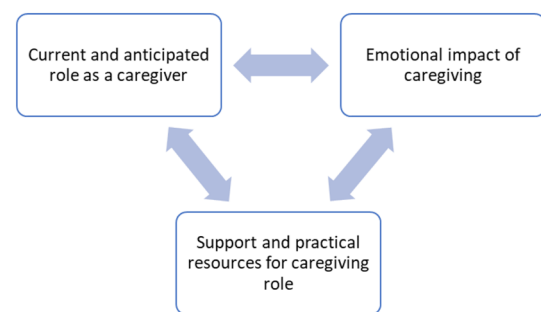 Current and anticipated
role as a caregiver
Emotional impact of
caregiving
Support and practical
resources for caregiving
role